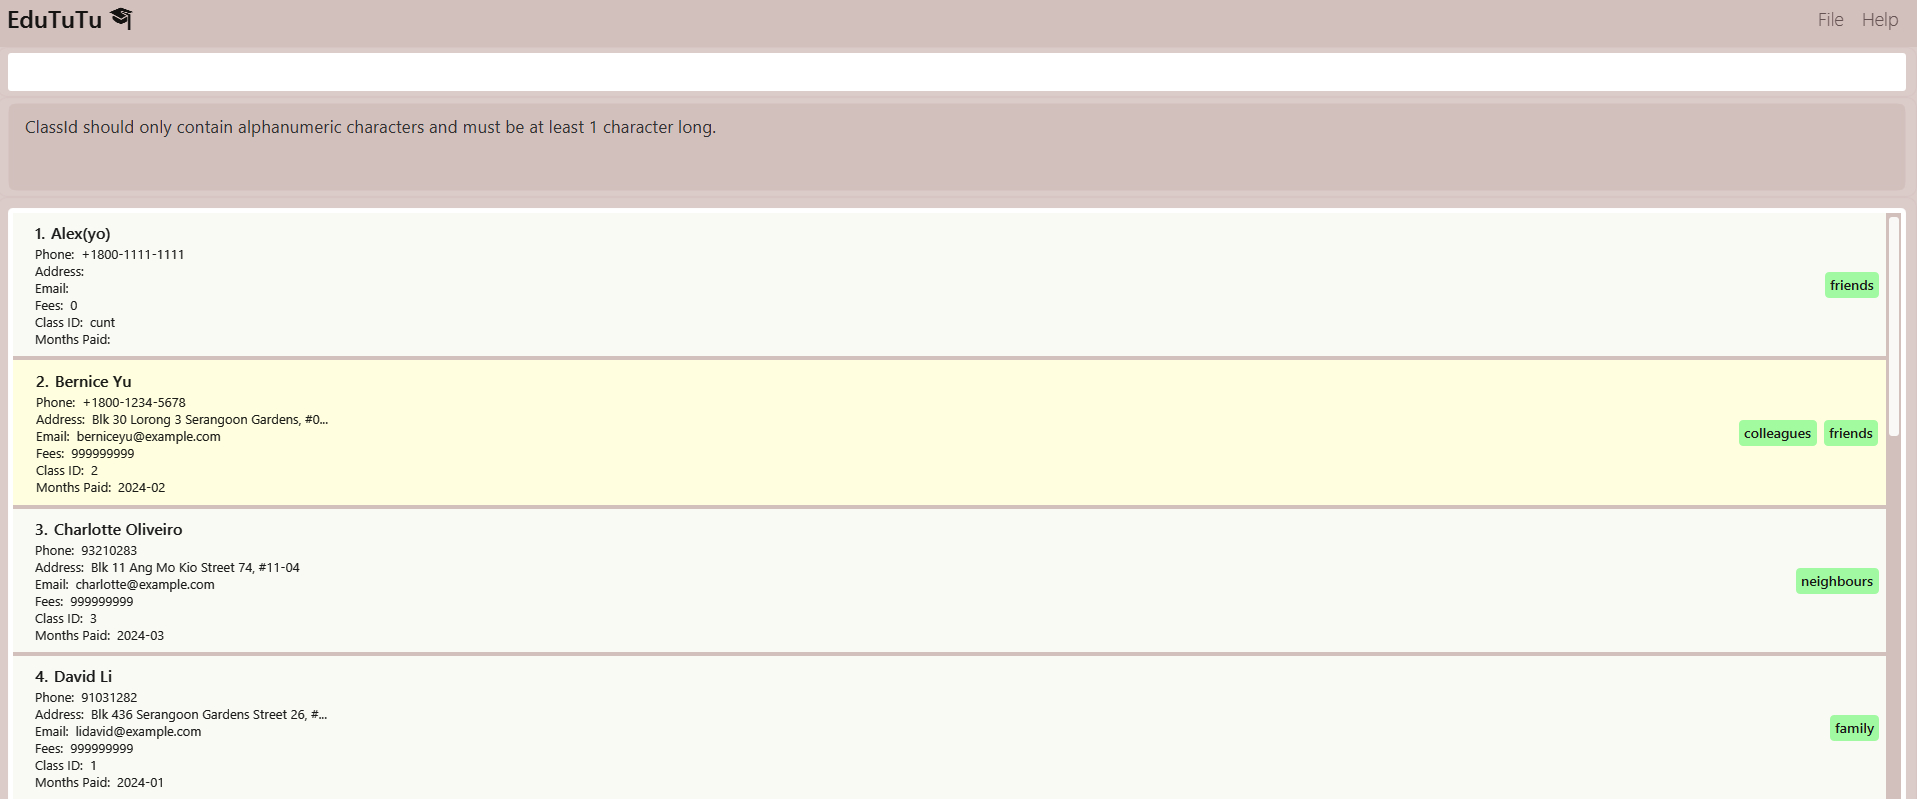 EduTuTu
File Help
ClassId should only contain alphanumeric characters and must be at least 1 character long.
1. Alex(yo)
Phone: +1800-1111-1111
Address:
Email:
Fees: 0
Class ID: cunt
Months Paid:
friends
2. Bernice Yu
Phone: +1800-1234-5678
Address: Blk 30 Lorong 3 Serangoon Gardens, #0...
Email: berniceyu@example.com
Fees: 999999999
Class ID: 2
Months Paid: 2024-02
colleagues friends
3. Charlotte Oliveiro
Phone: 93210283
Address: Blk 11 Ang Mo Kio Street 74, #11-04
Email: charlotte@example.com
Fees: 999999999
Class ID: 3
Months Paid: 2024-03
neighbours
4. David Li
Phone: 91031282
Address: Blk 436 Serangoon Gardens Street 26, #...
Email: lidavid@example.com
Fees: 999999999
Class ID: 1
Months Paid: 2024-01
family